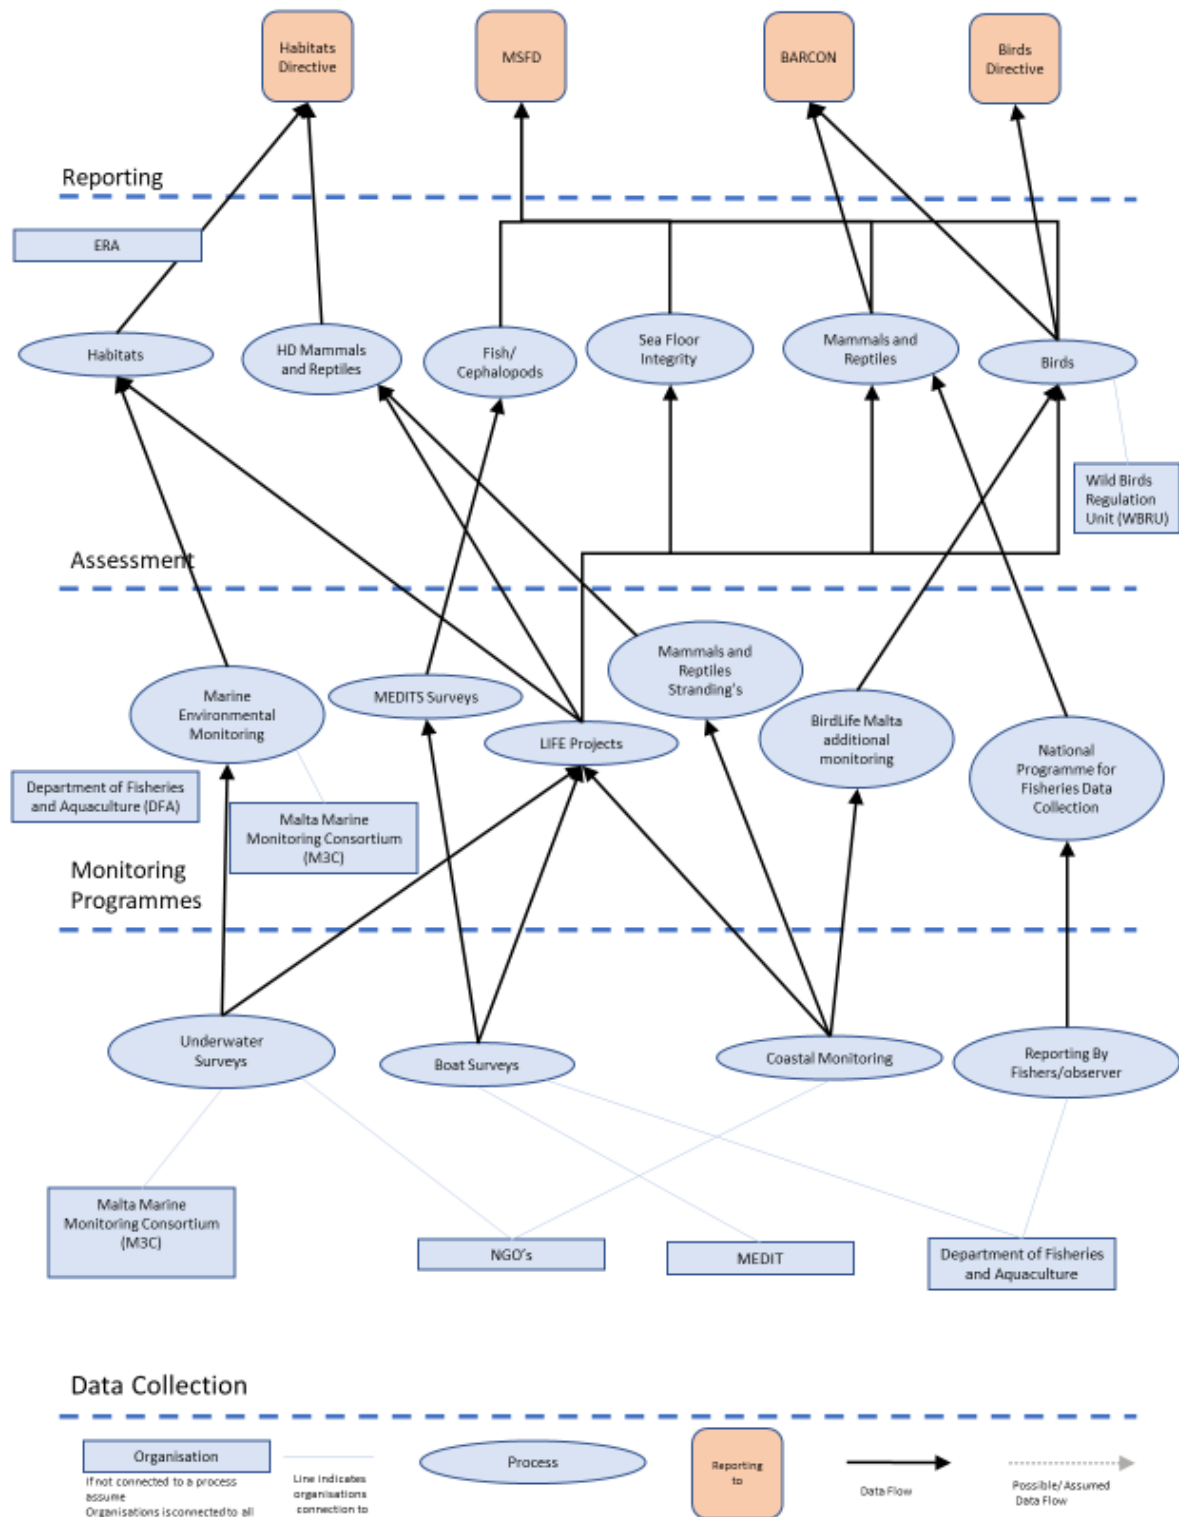 Habitats
Directive
MSFD
BARCON
Birds
Directive
Reporting
ERA
Habitats
HD Mammals
and Reptiles
Fish/
Cephalopods
Sea Floor
Integrity
Mammals and
Reptiles
Birds
Wild Birds
Regulation
Unit (WBRU)
Assessment
Marine
Environmental
Monitoring
MEDITS Surveys
LIFE Projects
Mammals and
Reptiles
Stranding's
BirdLife Malta
additional
monitoring
National
Programme for
Fisheries Data
Collection
Department of Fisheries
and Aquaculture (DFA)
Malta Marine
Monitoring Consortium
(M3C)
Monitoring
Programmes
Underwater
Surveys
Boat Surveys
Coastal Monitoring
Reporting By
Fishers/observer
Malta Marine
Monitoring Consortium
(M3C)
NGO's
MEDIT
Department of Fisheries
and Aquaculture
Data Collection
Organisation
If not connected to a process
assume
Organisations is connected to all
Line indicates
organisations
connection to
Process
Reporting
to
Data Flow
Possible/Assumed
Data Flow